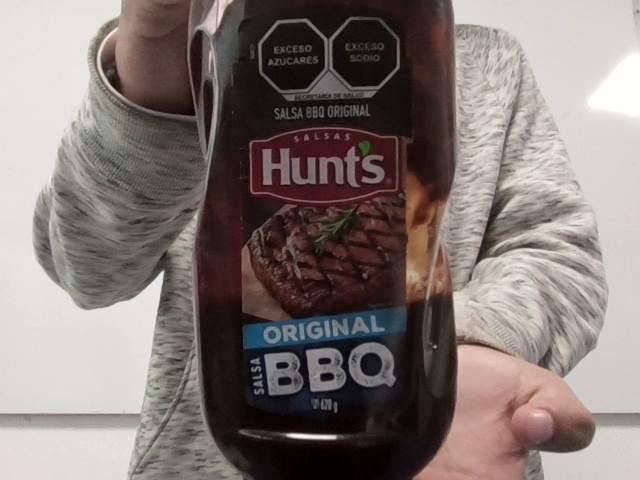 EXCESO
AZÚCARES
EXCESO
SODIO
SECRETARÍA DE SALUD
SALSA BBQ ORIGINAL
SALSAS
Hunt's
ORIGINAL
SALSA
BBQ
620 g